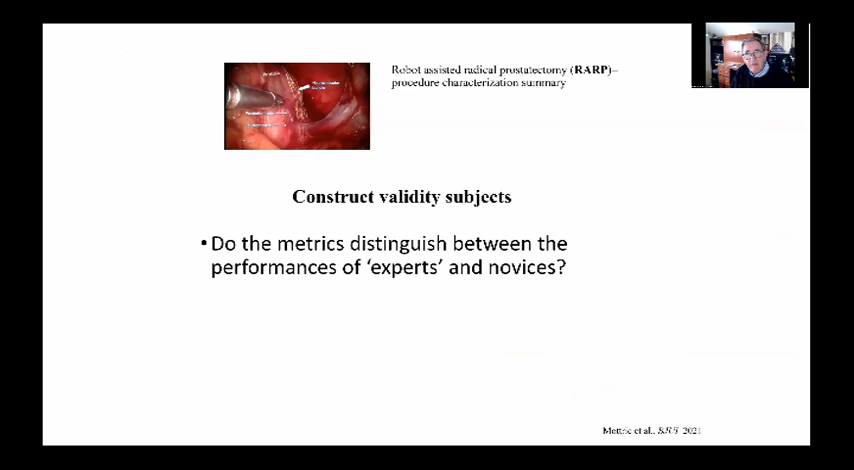 Robot assisted radical prostatectomy (RARP)–
procedure characterization summary
Construct validity subjects
• Do the metrics distinguish between the
performances of ‘experts’ and novices?
Mottrie et al., 2021